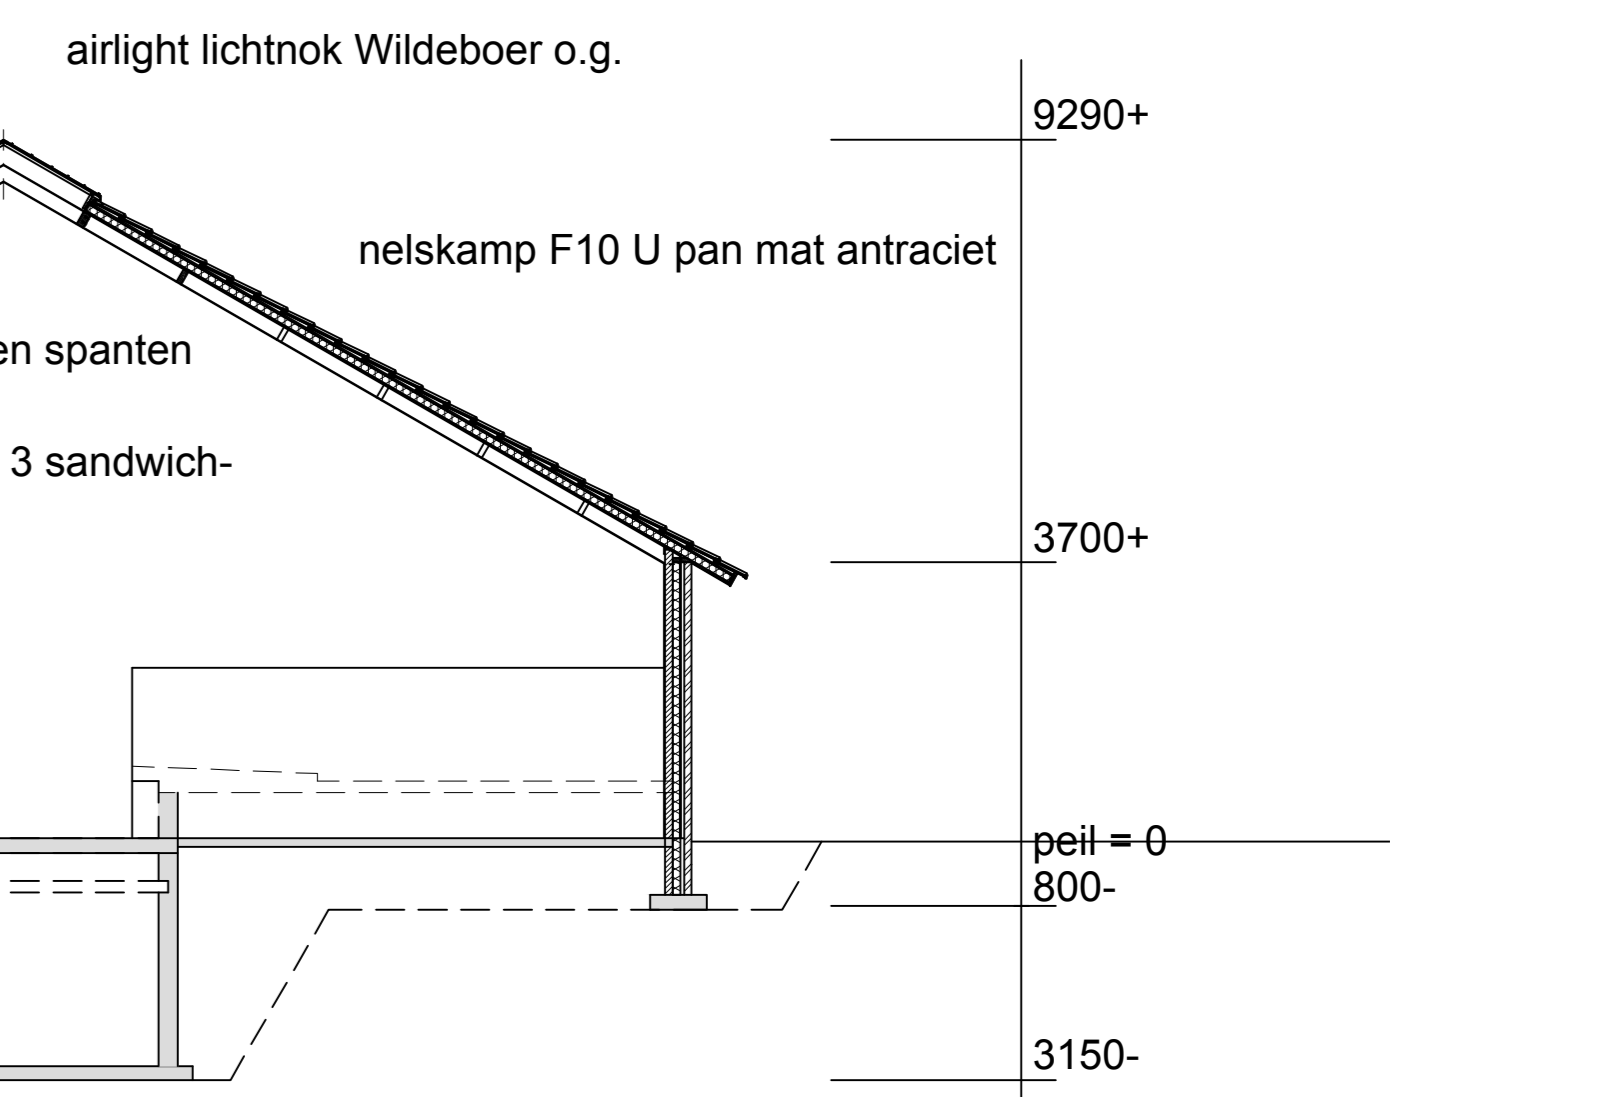 airlight lichtnok Wildeboer o.g.
9290+
nelskamp F10 U pan mat antraciet
en spanten
3 sandwich-
3700+
peil = 0
800-
3150-